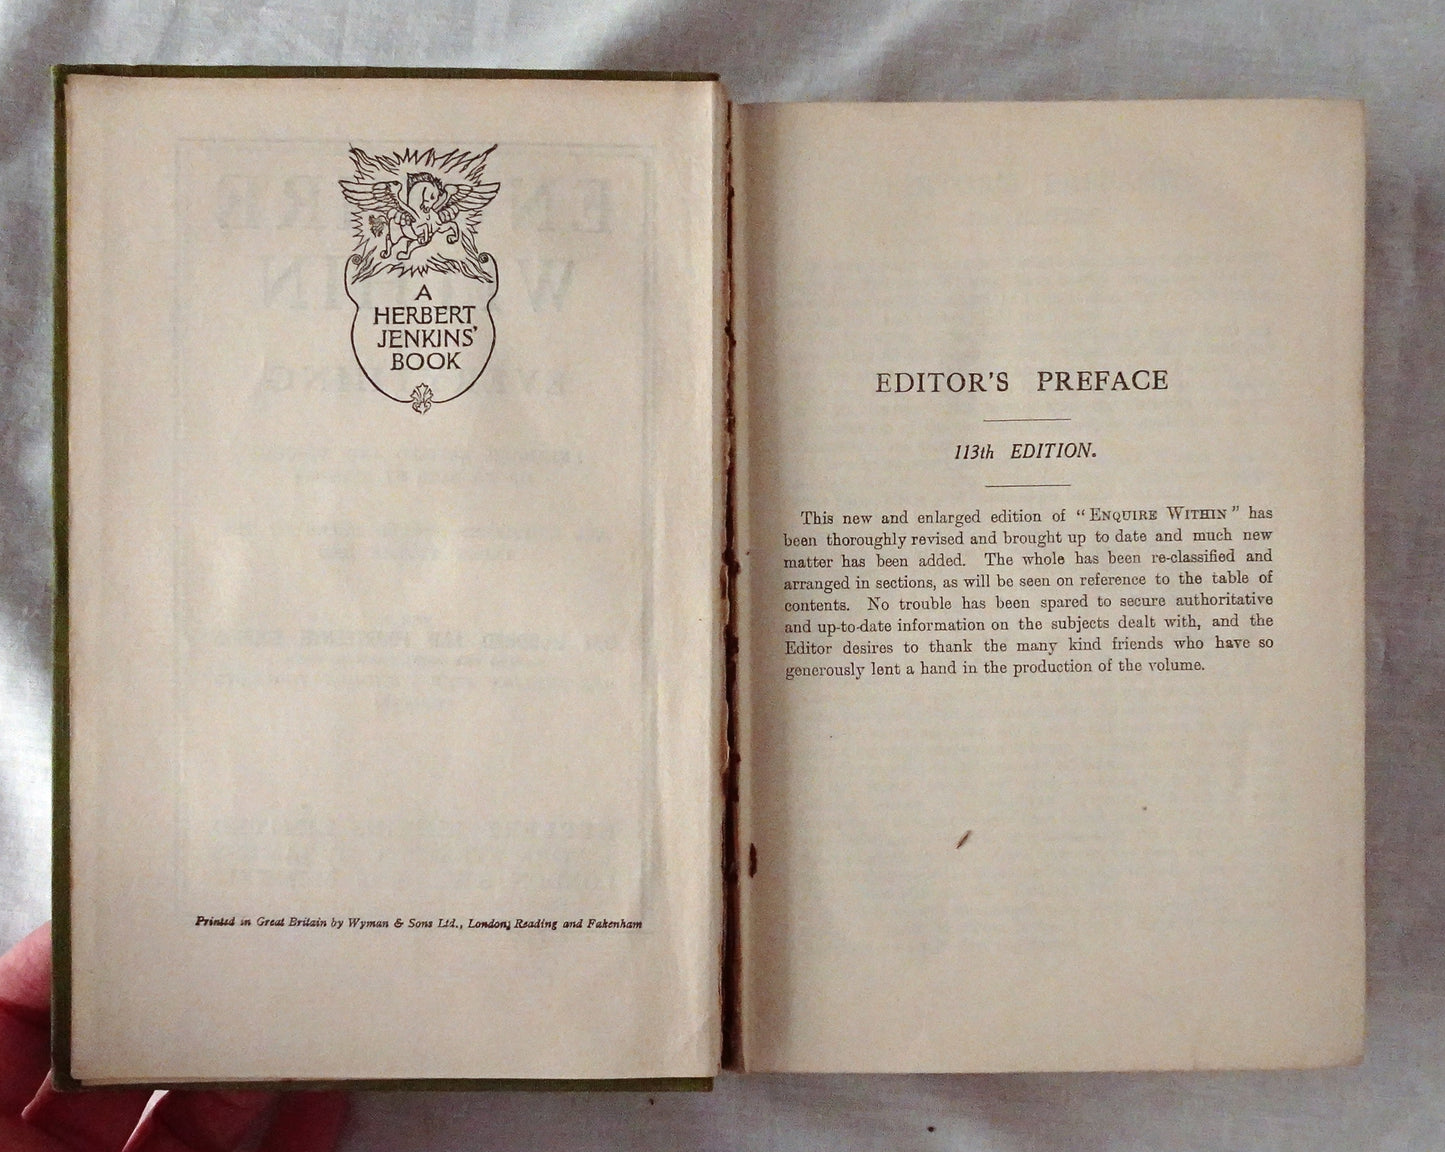 A
HERBERT
JENKINS'
BOOK
Printed in Great Britain by Wyman & Sons Ltd., London, Reading and Fakenham
EDITOR'S PREFACE
113th EDITION.
This new and enlarged edition of "ENQUIRE WITHIN" has
been thoroughly revised and brought up to date and much new
matter has been added. The whole has been re-classified and
arranged in sections, as will be seen on reference to the table of
contents. No trouble has been spared to secure authoritative
and up-to-date information on the subjects dealt with, and the
Editor desires to thank the many kind friends who have so
generously lent a hand in the production of the volume.